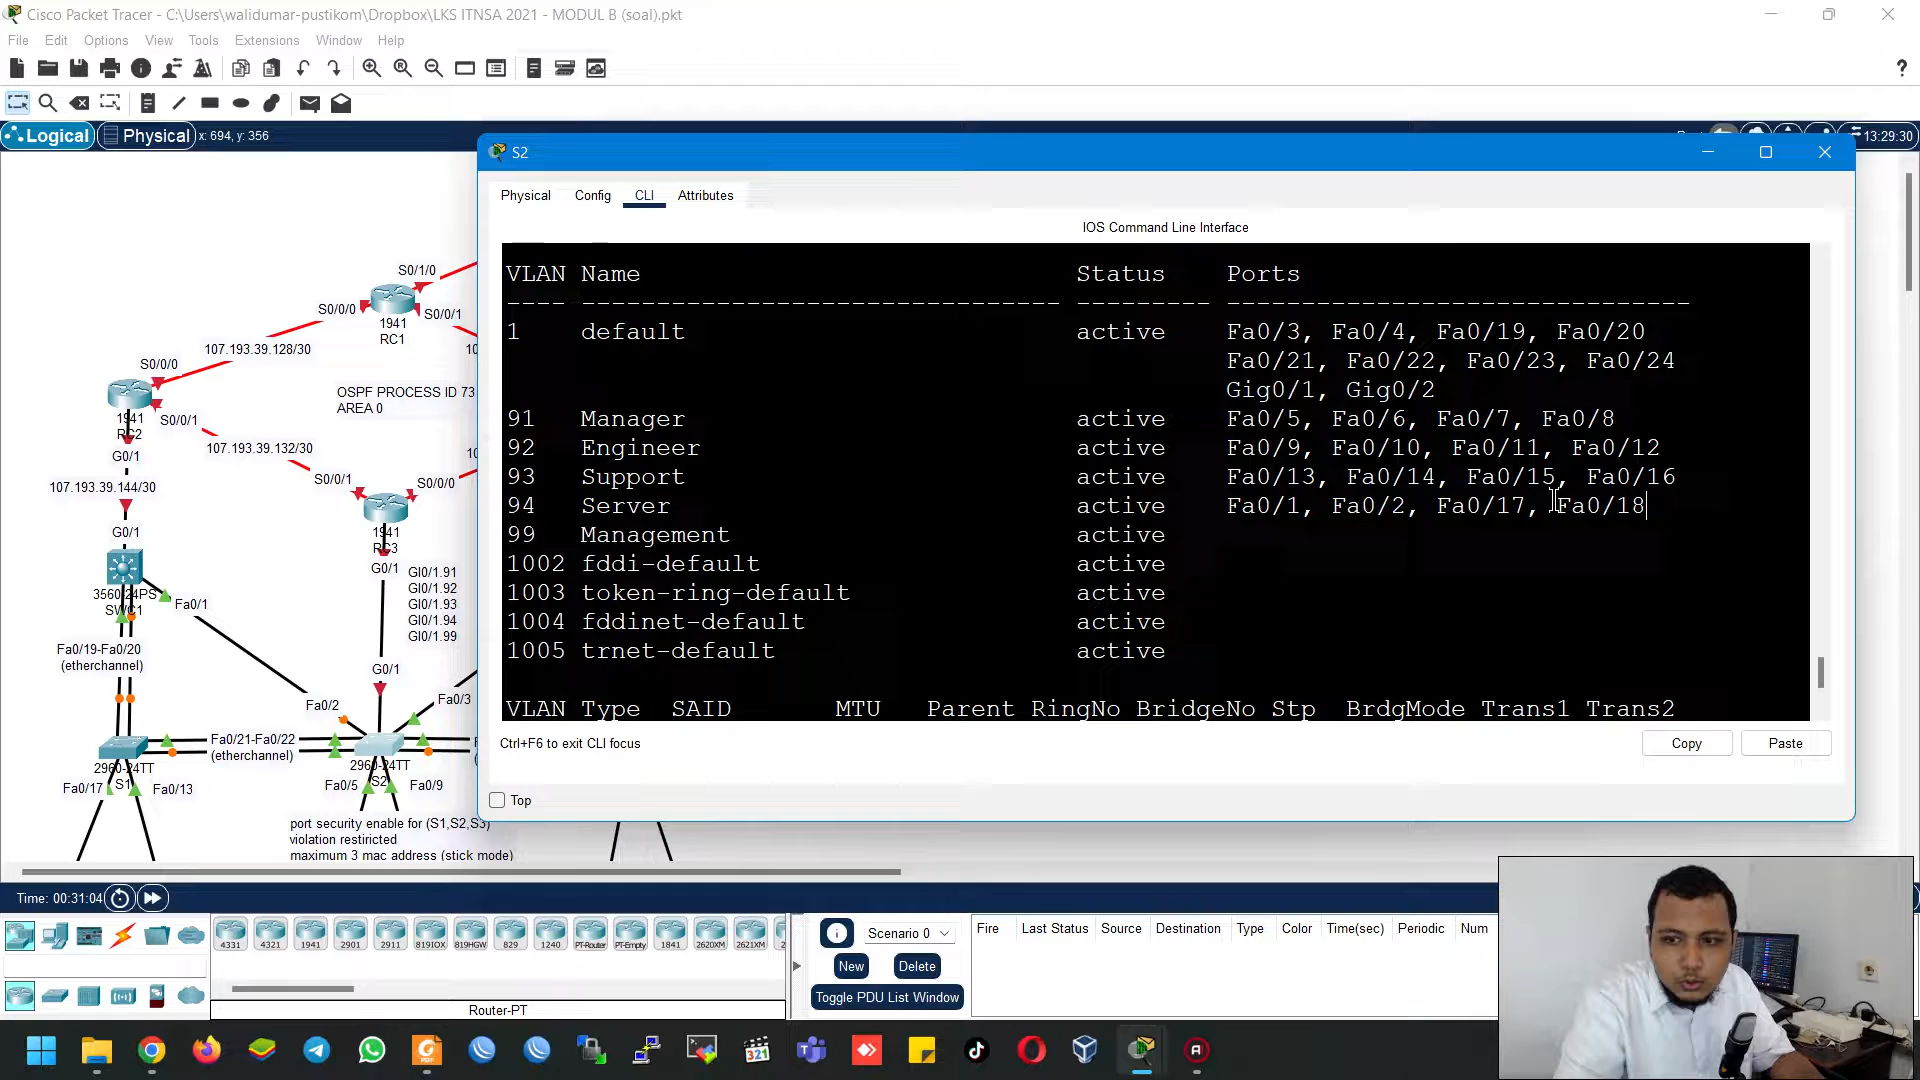 Cisco Packet Tracer - C:\Users\walidumar-pustikom\Dropbox\LKS ITNSA 2021 - MODUL B (soal).pkt
File Edit Options View Tools Extensions Window Help
Logical Physical x: 694, y: 356
13:29:30
S2
Physical Config CLI Attributes
IOS Command Line Interface
VLAN Name Status Ports
---- -------------------------------- --------- -------------------------------
1 default active Fa0/3, Fa0/4, Fa0/19, Fa0/20
Fa0/21, Fa0/22, Fa0/23, Fa0/24
Gig0/1, Gig0/2
91 Manager active Fa0/5, Fa0/6, Fa0/7, Fa0/8
92 Engineer active Fa0/9, Fa0/10, Fa0/11, Fa0/12
93 Support active Fa0/13, Fa0/14, Fa0/15, Fa0/16
94 Server active Fa0/1, Fa0/2, Fa0/17, Fa0/18
99 Management active
1002 fddi-default active
1003 token-ring-default active
1004 fddinet-default active
1005 trnet-default active
VLAN Type SAID MTU Parent RingNo BridgeNo Stp BrdgMode Trans1 Trans2
Ctrl+F6 to exit CLI focus
Copy Paste
Top
S0/1/0
S0/0/0
S0/0/1
1941
RC1
107.193.39.128/30
S0/0/0
OSPF PROCESS ID 73
AREA 0
1941
RC2
S0/0/1
107.193.39.132/30
G0/1
107.193.39.144/30
S0/0/1
S0/0/0
1941
RC3
G0/1
G0/1
GI0/1.91
GI0/1.92
GI0/1.93
GI0/1.94
GI0/1.99
3560-24PS
SWC1
Fa0/1
Fa0/19-Fa0/20
(etherchannel)
G0/1
Fa0/2
Fa0/3
Fa0/21-Fa0/22
(etherchannel)
2960-24TT
S1
2960-24TT
S2
Fa0/17
Fa0/13
Fa0/5
Fa0/9
port security enable for (S1,S2,S3)
violation restiricted
maximum 3 mac address (stick mode)
Time: 00:31:04
4331 4321 1941 2901 2911 819IOX 819HGW 829 1240 PT-Router PT-Empty 1841 2620XM 2621XM
Router-PT
Scenario 0
New Delete
Toggle PDU List Window
Fire Last Status Source Destination Type Color Time(sec) Periodic Num